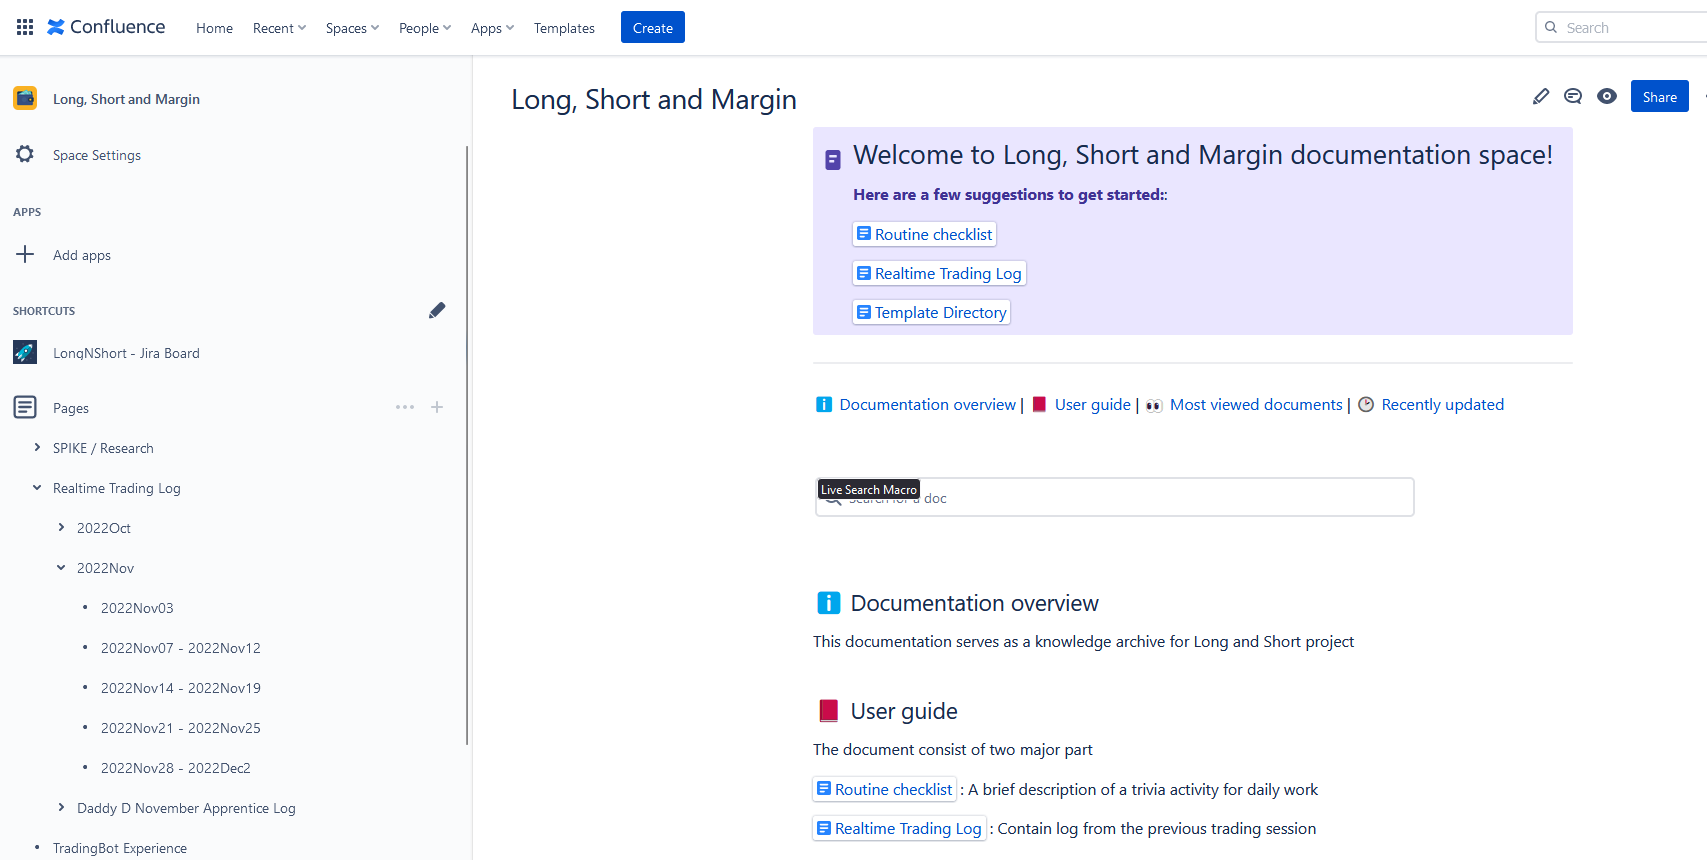 Confluence Home Recent Spaces People Apps Templates Create Search
Long, Short and Margin
Space Settings
APPS
Add apps
SHORTCUTS
LongNShort - Jira Board
Pages
SPIKE / Research
Realtime Trading Log
2022Oct
2022Nov
2022Nov03
2022Nov07 - 2022Nov12
2022Nov14 - 2022Nov19
2022Nov21 - 2022Nov25
2022Nov28 - 2022Dec2
Daddy D November Apprentice Log
TradingBot Experience
Long, Short and Margin
Share
Welcome to Long, Short and Margin documentation space!
Here are a few suggestions to get started::
Routine checklist
Realtime Trading Log
Template Directory
Documentation overview | User guide | Most viewed documents | Recently updated
Live Search Macro
Search for a doc
Documentation overview
This documentation serves as a knowledge archive for Long and Short project
User guide
The document consist of two major part
Routine checklist : A brief description of a trivia activity for daily work
Realtime Trading Log : Contain log from the previous trading session